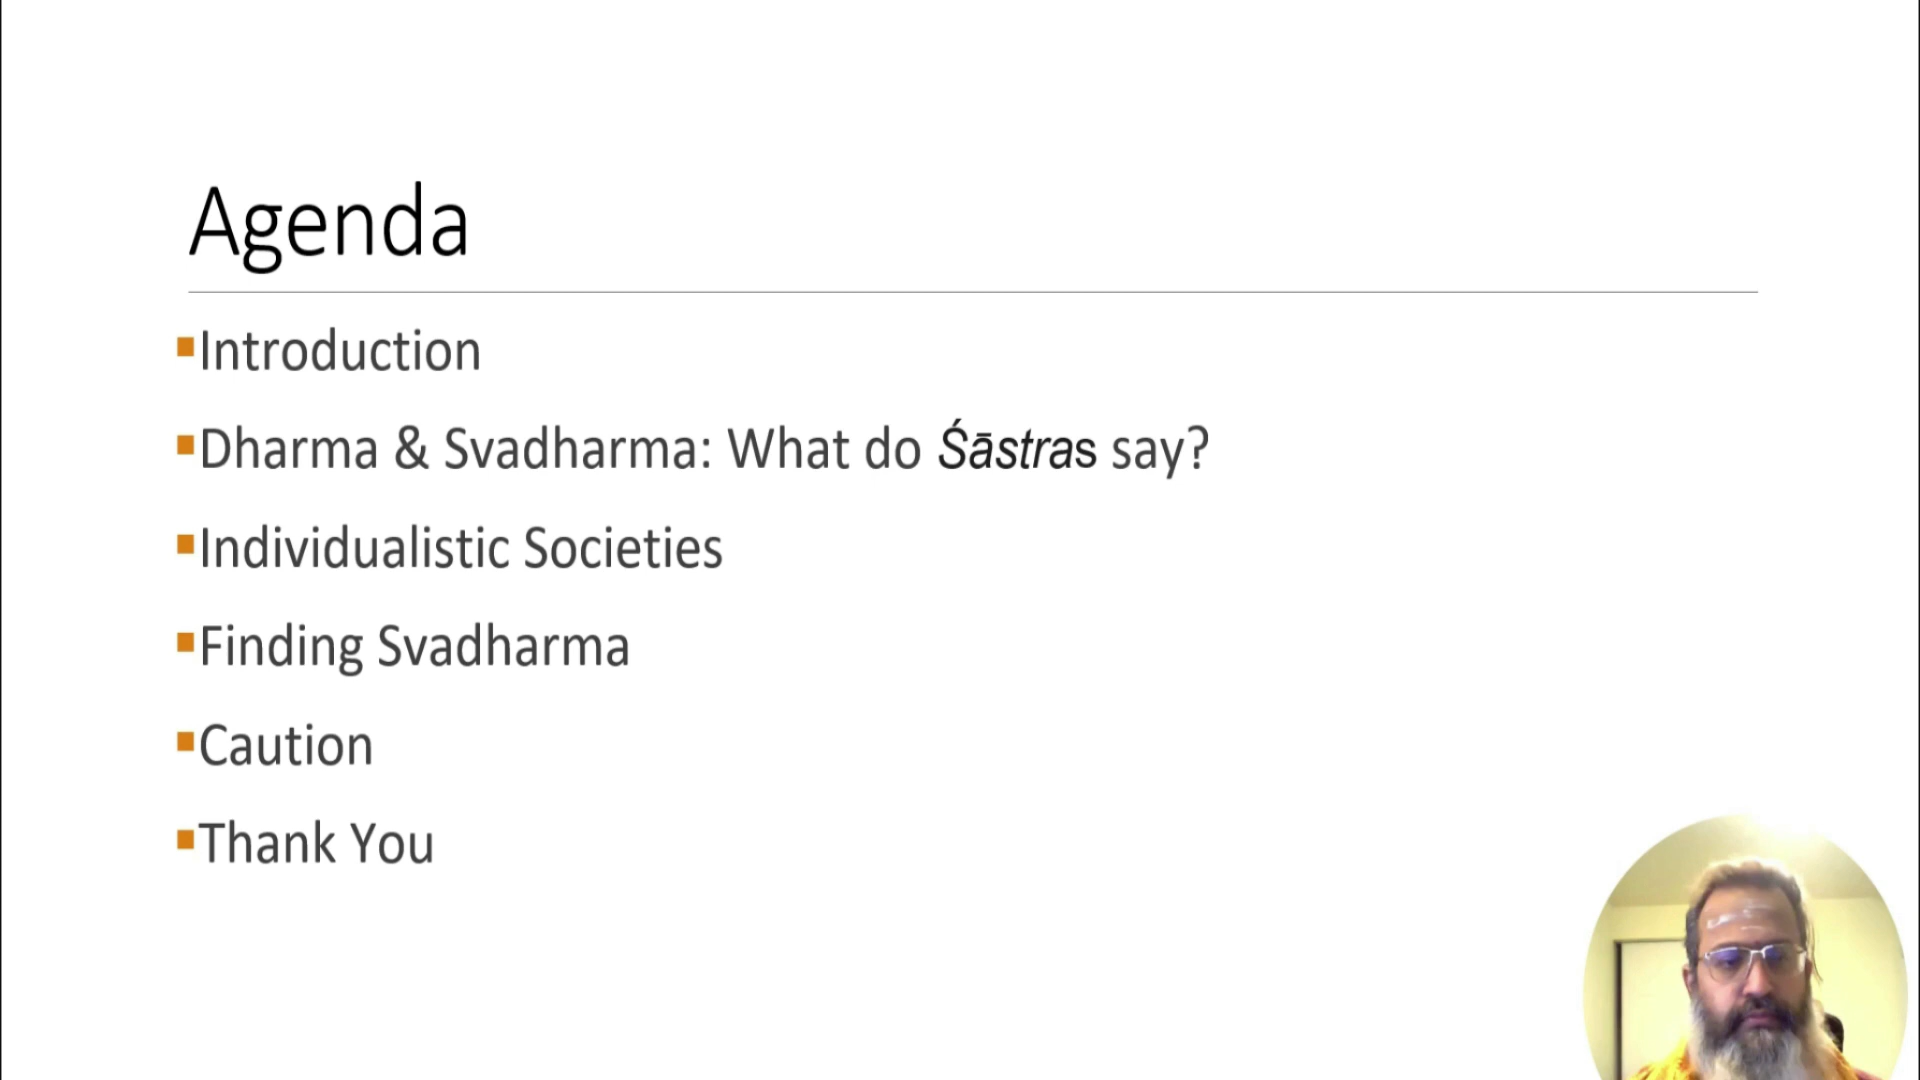 Agenda
Introduction
Dharma & Svadharma: What do Śāstras say?
Individualistic Societies
Finding Svadharma
Caution
Thank You